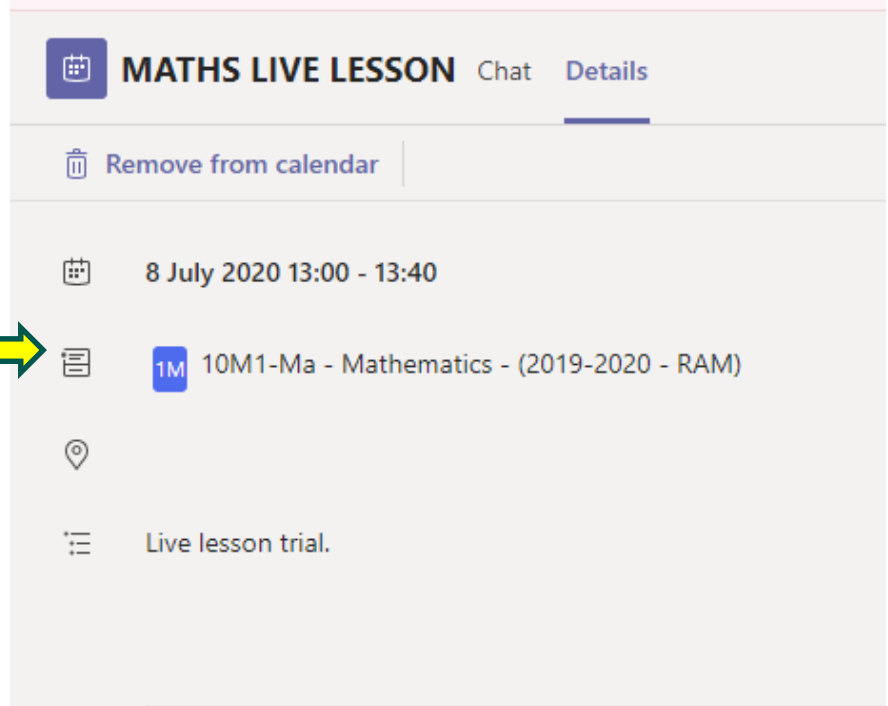 MATHS LIVE LESSON Chat Details
Remove from calendar
8 July 2020 13:00 - 13:40
1M 10M1-Ma - Mathematics - (2019-2020 - RAM)
Live lesson trial.